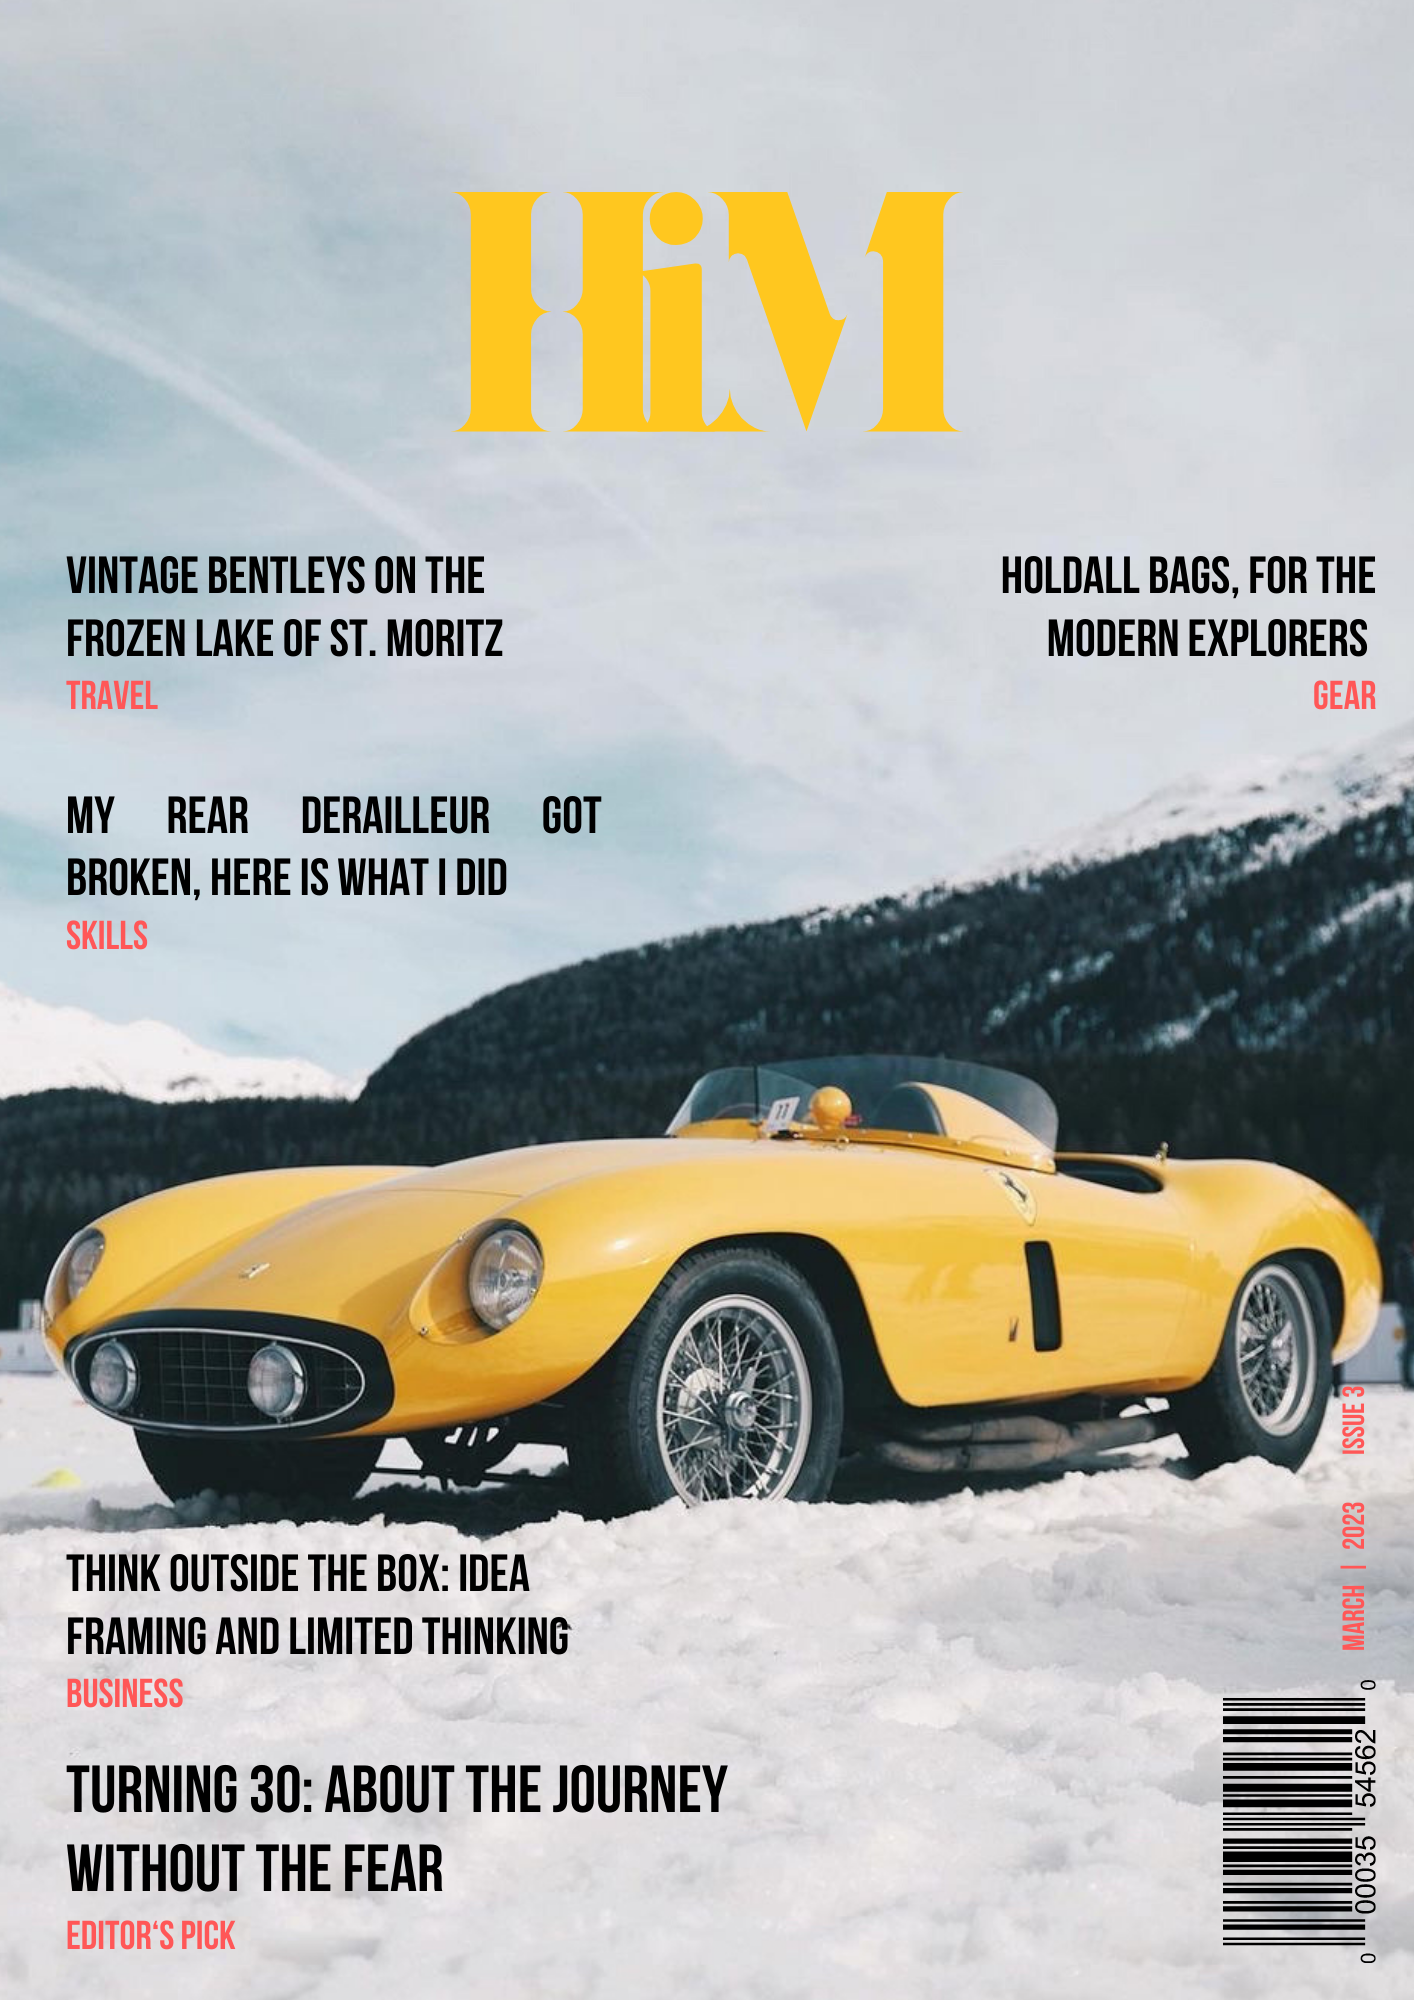 HiM
VINTAGE BENTLEYS ON THE
FROZEN LAKE OF ST. MORITZ
TRAVEL
HOLDALL BAGS, FOR THE
MODERN EXPLORERS
GEAR
MY REAR DERAILLEUR GOT
BROKEN, HERE IS WHAT I DID
SKILLS
11
THINK OUTSIDE THE BOX: IDEA
FRAMING AND LIMITED THINKING
BUSINESS
TURNING 30: ABOUT THE JOURNEY
WITHOUT THE FEAR
EDITOR‘S PICK
MARCH | 2023 ISSUE 3
0 00035 54562 0